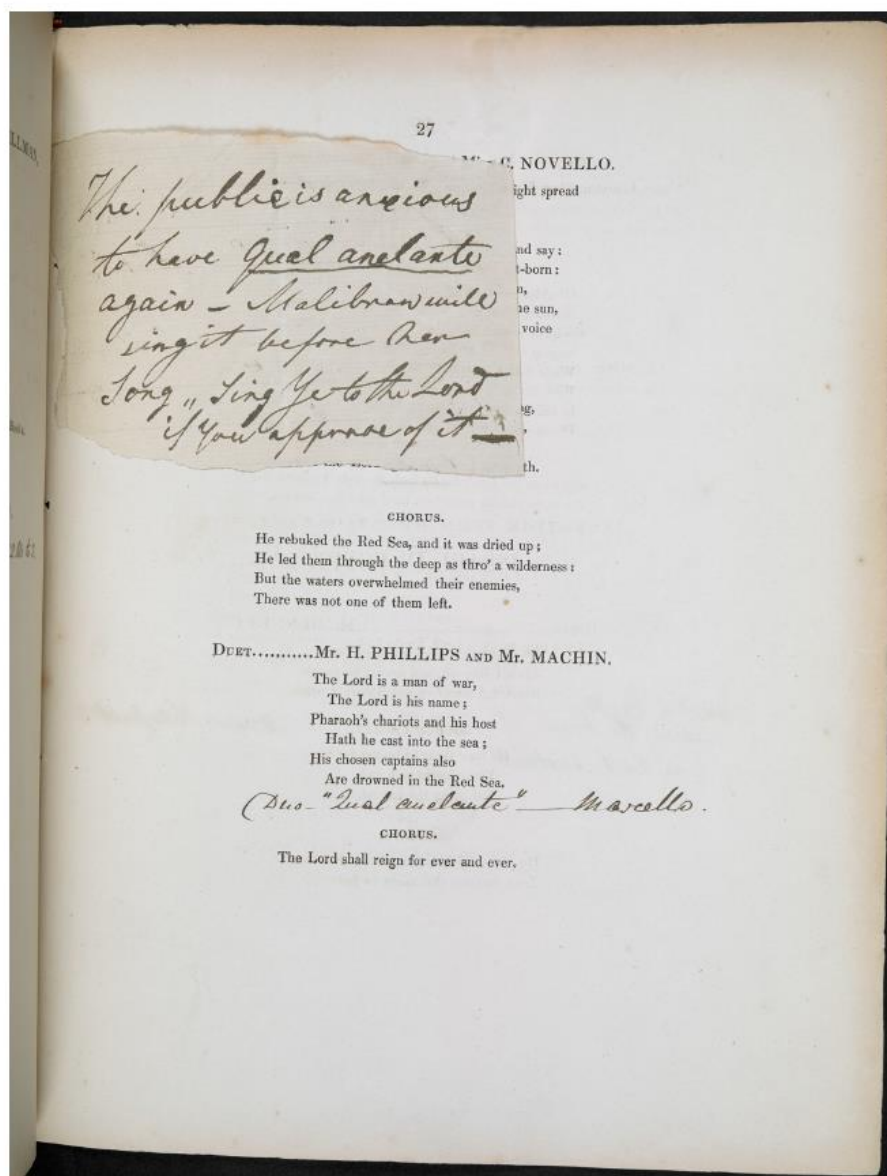 27
C. NOVELLO.
ight spread
The public is anxious
to have Qual anelante
again – Malibran will
sing it before her
Song „ Sing Ye to the Lord
if You approve of it —
nd say :
t-born :
n,
he sun,
voice
ng,
th.
CHORUS.
He rebuked the Red Sea, and it was dried up ;
He led them through the deep as thro' a wilderness :
But the waters overwhelmed their enemies,
There was not one of them left.
DUET...........Mr. H. PHILLIPS AND Mr. MACHIN.
The Lord is a man of war,
The Lord is his name ;
Pharaoh's chariots and his host
Hath he cast into the sea ;
His chosen captains also
Are drowned in the Red Sea.
(Duo – "Qual anelante" — Marcello.
CHORUS.
The Lord shall reign for ever and ever.